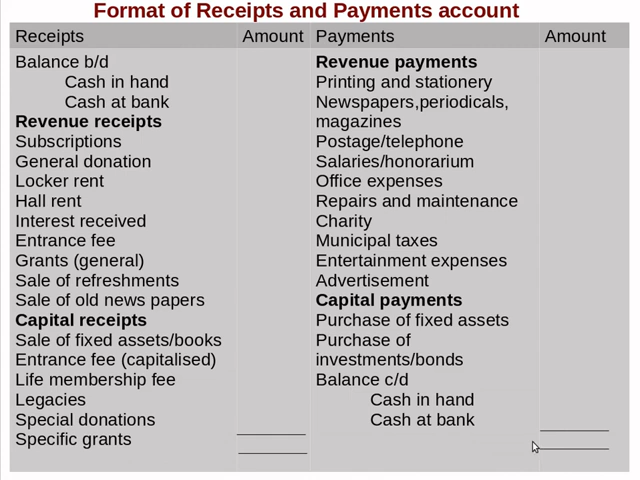 Format of Receipts and Payments account
Receipts Amount Payments Amount
Balance b/d
Cash in hand
Cash at bank
Revenue receipts
Subscriptions
General donation
Locker rent
Hall rent
Interest received
Entrance fee
Grants (general)
Sale of refreshments
Sale of old news papers
Capital receipts
Sale of fixed assets/books
Entrance fee (capitalised)
Life membership fee
Legacies
Special donations
Specific grants
Revenue payments
Printing and stationery
Newspapers,periodicals,
magazines
Postage/telephone
Salaries/honorarium
Office expenses
Repairs and maintenance
Charity
Municipal taxes
Entertainment expenses
Advertisement
Capital payments
Purchase of fixed assets
Purchase of
investments/bonds
Balance c/d
Cash in hand
Cash at bank